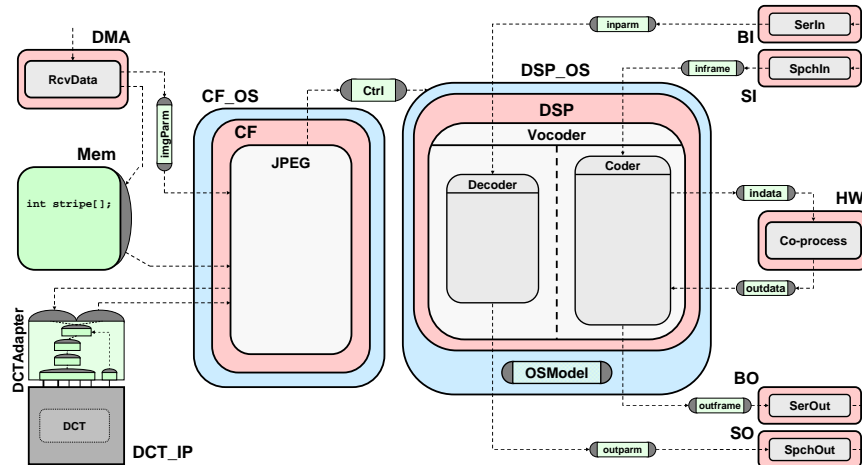 DMA
RcvData
imgParm
Mem
int stripe[];
DCTAdapter
DCT
DCT_IP
CF_OS
CF
JPEG
Ctrl
DSP_OS
DSP
Vocoder
Decoder
Coder
OSModel
inparm
BI
SerIn
inframe
SI
SpchIn
indata
HW
Co-process
outdata
BO
outframe
SerOut
SO
outparm
SpchOut